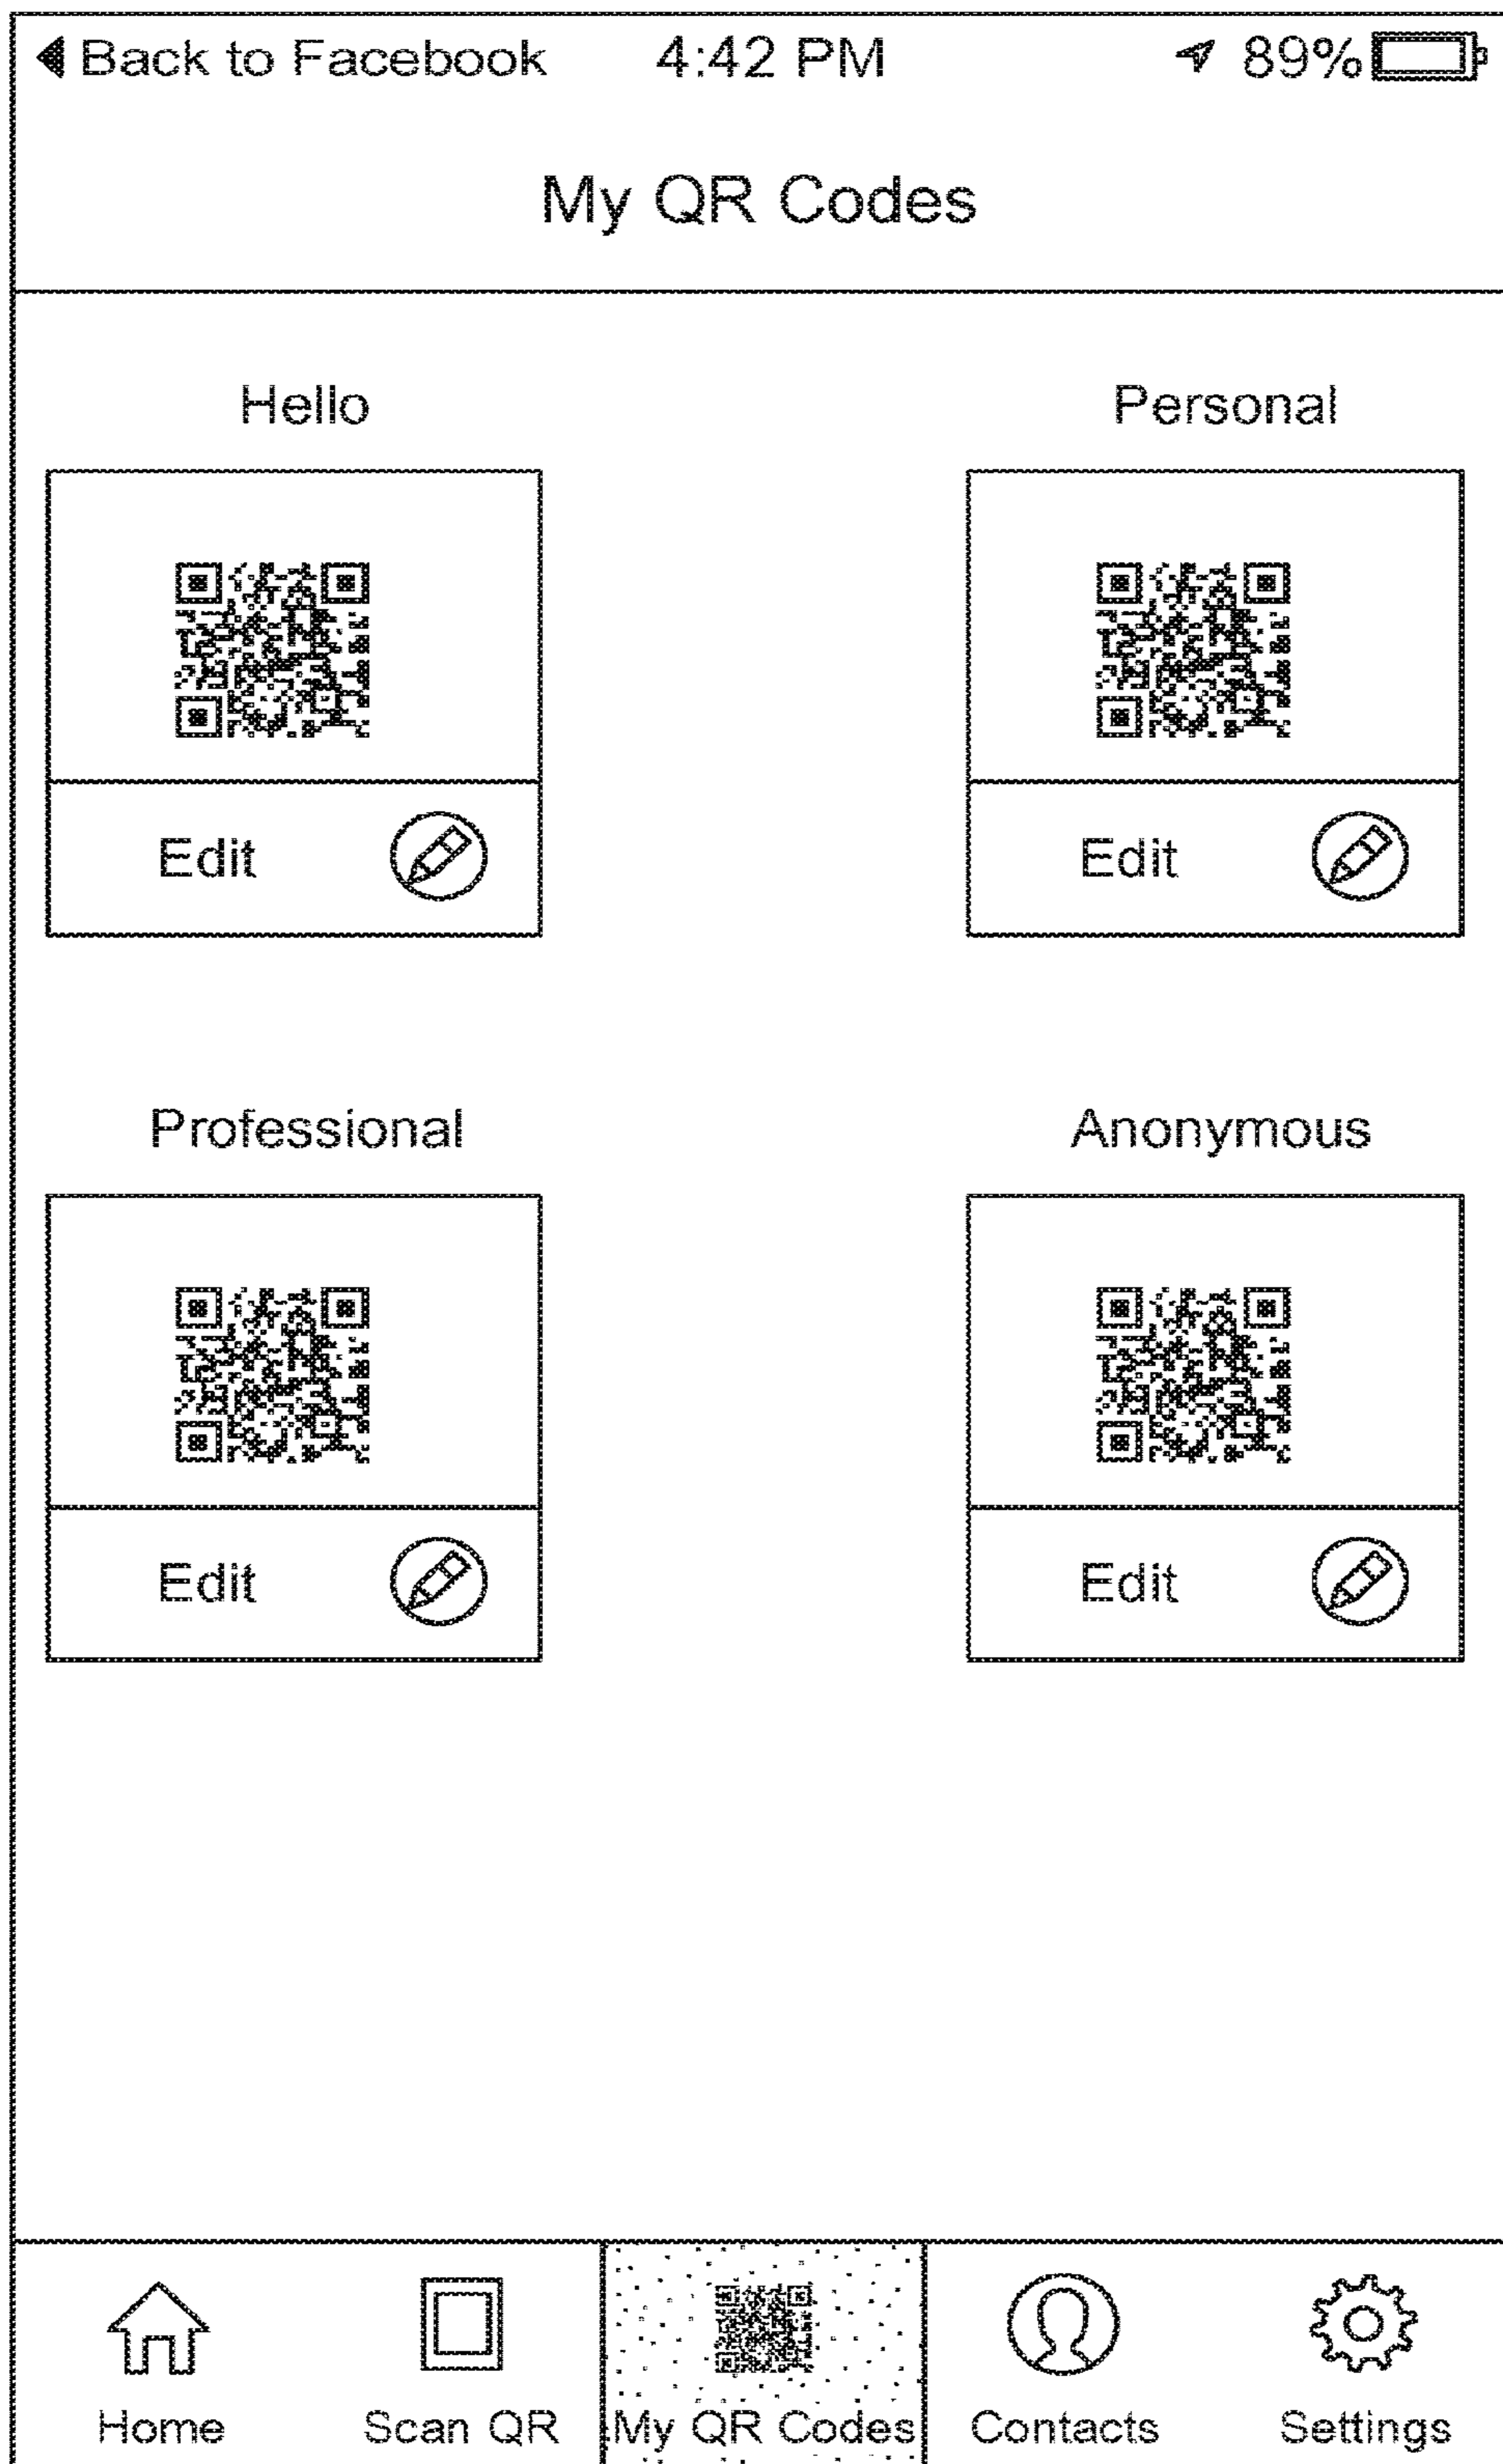 Back to Facebook 4:42 PM 89%
My QR Codes
Hello Personal
Edit Edit
Professional Anonymous
Edit Edit
Home Scan QR My QR Codes Contacts Settings